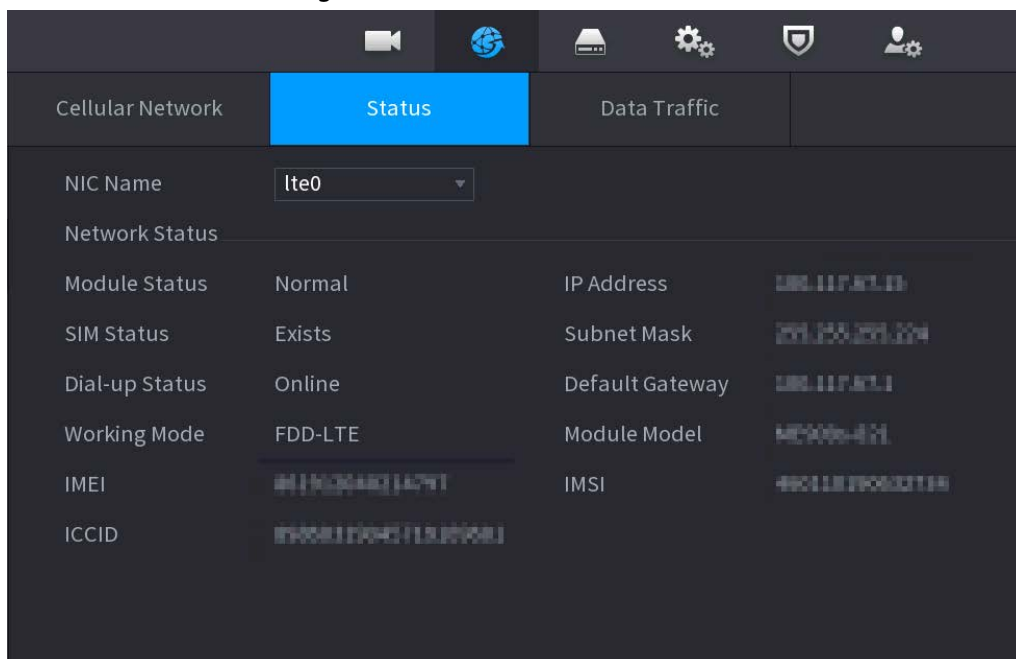 Cellular Network Status Data Traffic
NIC Name lte0
Network Status
Module Status Normal IP Address
SIM Status Exists Subnet Mask
Dial-up Status Online Default Gateway
Working Mode FDD-LTE Module Model
IMEI IMSI
ICCID